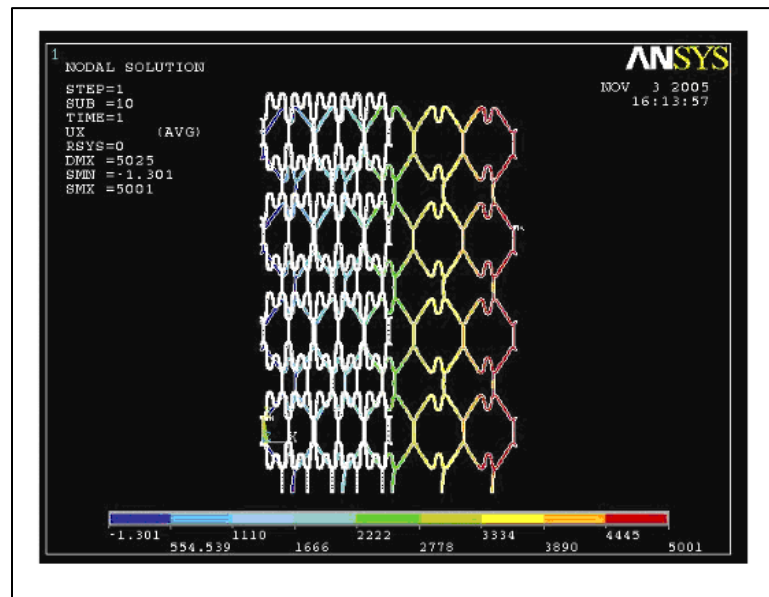 1
NODAL SOLUTION
STEP=1
SUB =10
TIME=1
UX (AVG)
RSYS=0
DMX =5025
SMN =-1.301
SMX =5001
ANSYS
NOV 3 2005
16:13:57
X
-1.301 1110 2222 3334 4445
554.539 1666 2778 3890 5001